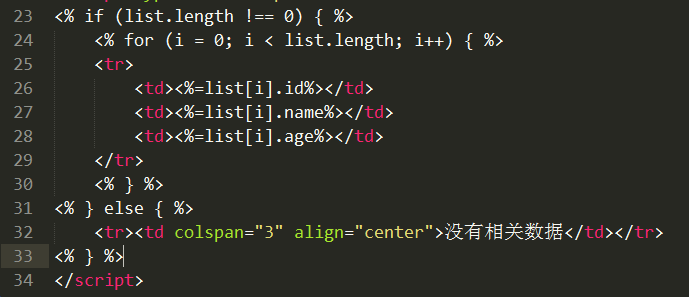 23 <% if (list.length !== 0) { %>
24     <% for (i = 0; i < list.length; i++) { %>
25     <tr>
26         <td><%=list[i].id%></td>
27         <td><%=list[i].name%></td>
28         <td><%=list[i].age%></td>
29     </tr>
30     <% } %>
31 <% } else { %>
32     <tr><td colspan="3" align="center">没有相关数据</td></tr>
33 <% } %>
34 </script>